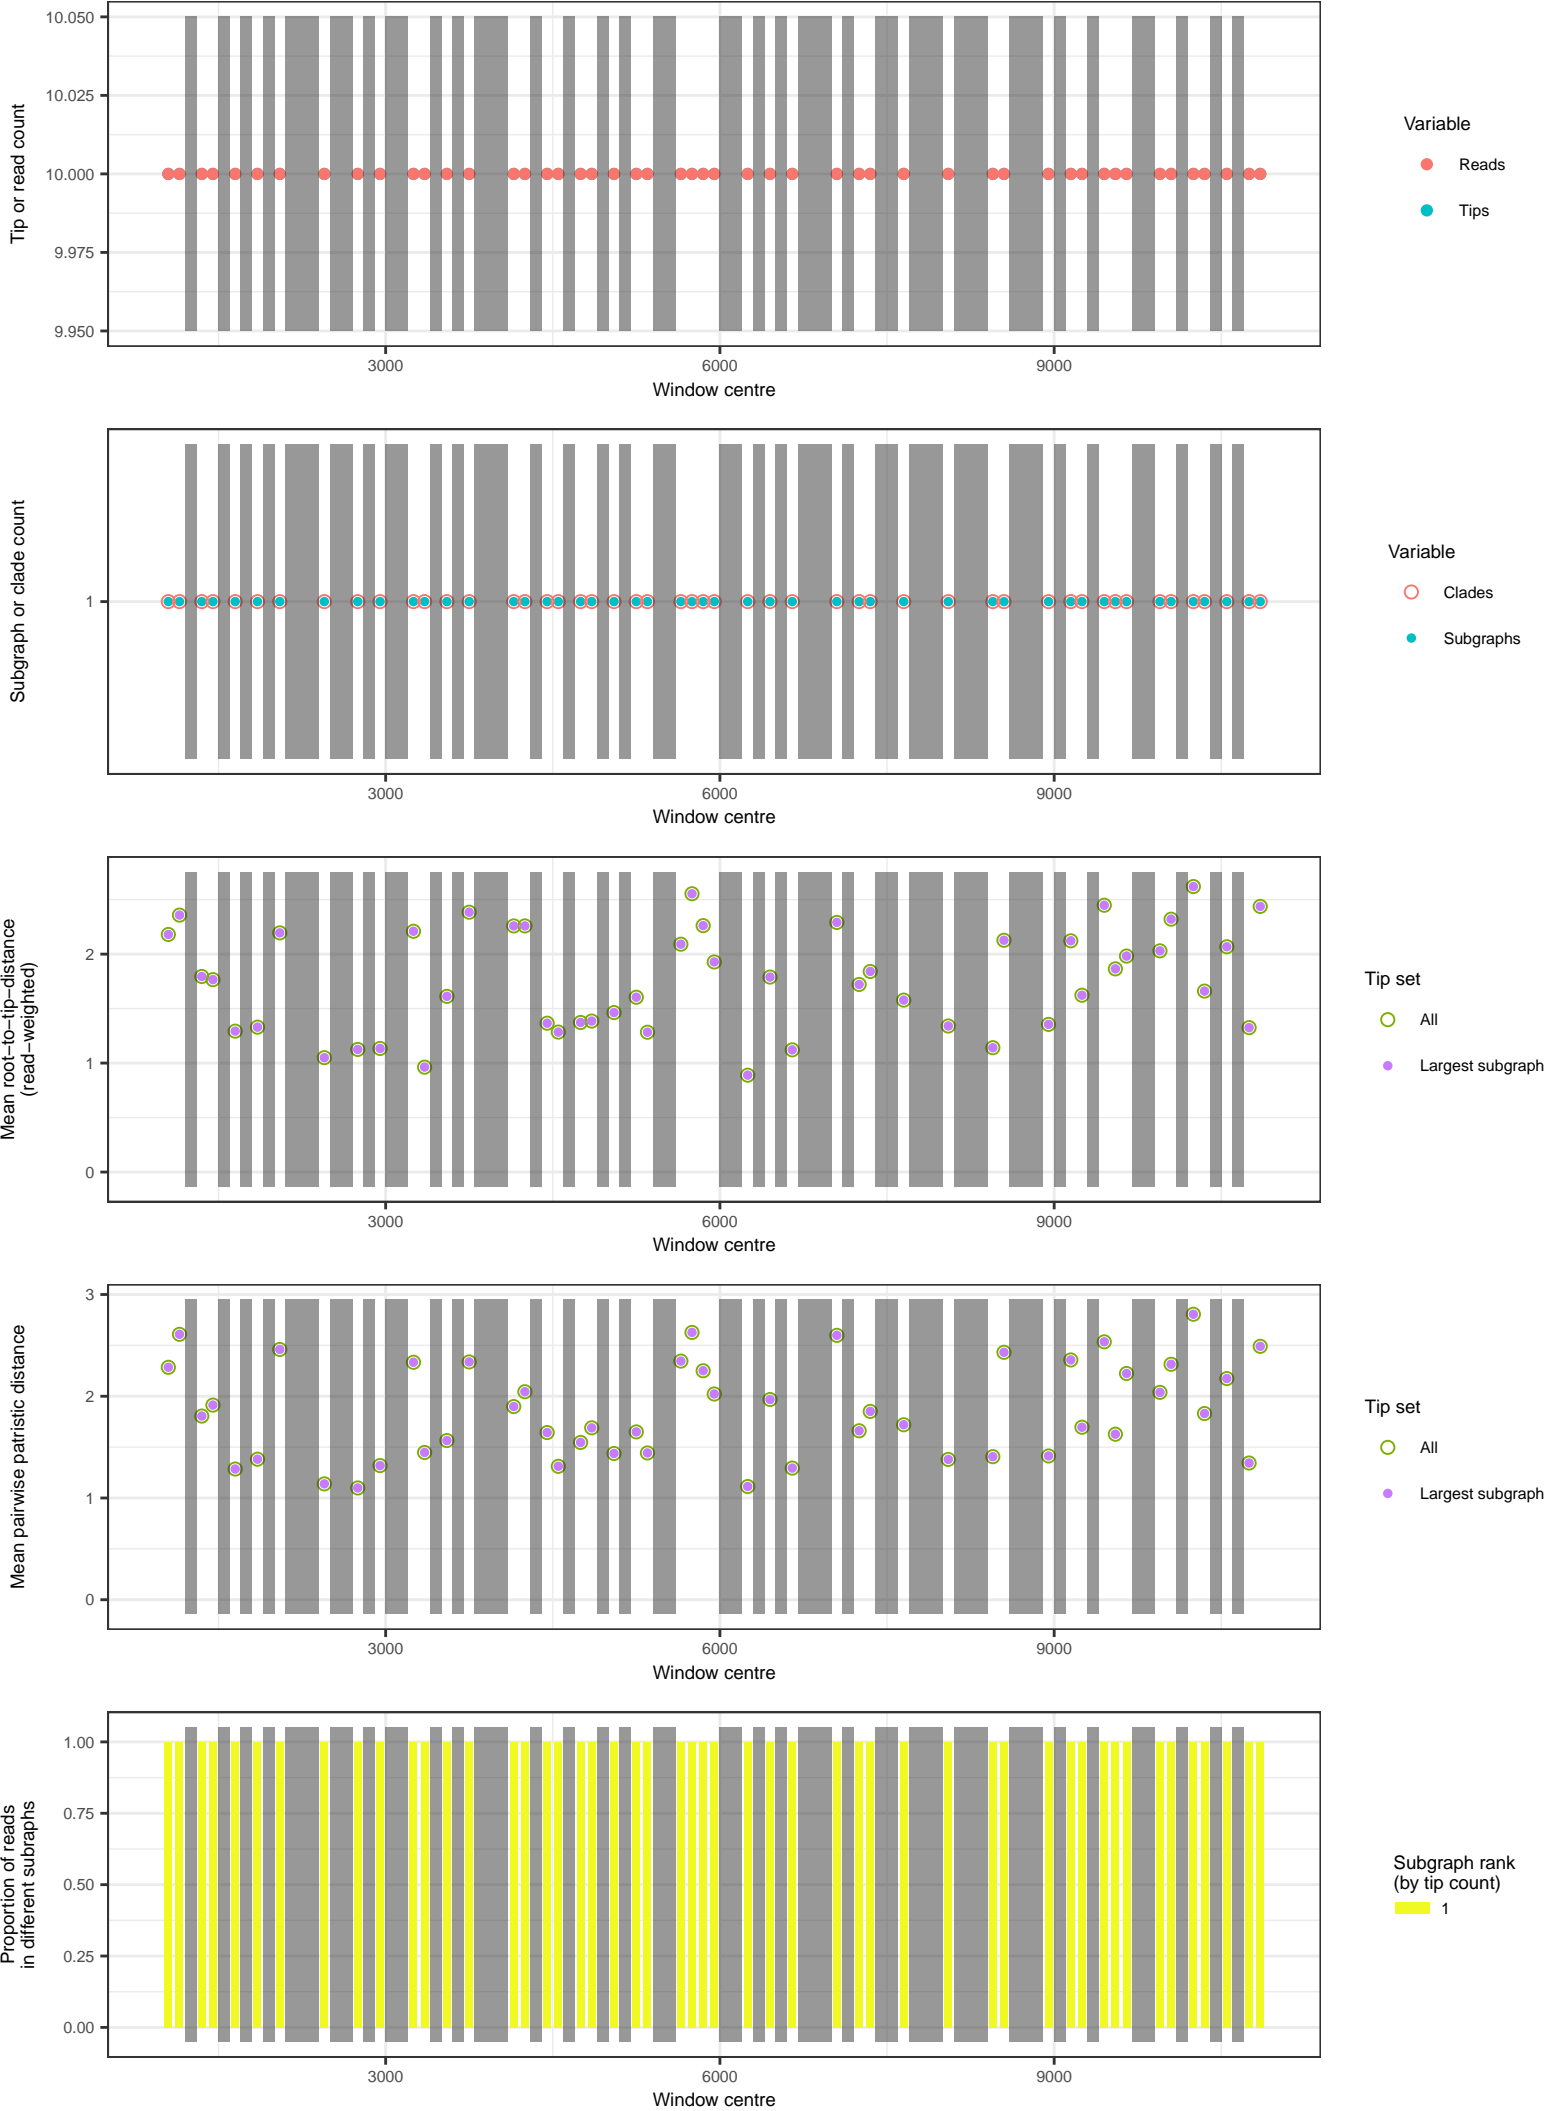 10.050
10.025
10.000
9.975
9.950
Tip or read count
3000
6000
9000
Window centre
Variable
Reads
Tips
1
Subgraph or clade count
3000
6000
9000
Window centre
Variable
Clades
Subgraphs
2
1
0
Mean root−to−tip−distance
(read−weighted)
3000
6000
9000
Window centre
Tip set
All
Largest subgraph
3
2
1
0
Mean pairwise patristic distance
3000
6000
9000
Window centre
Tip set
All
Largest subgraph
1.00
0.75
0.50
0.25
0.00
Proportion of reads
in different subraphs
3000
6000
9000
Window centre
Subgraph rank
(by tip count)
1